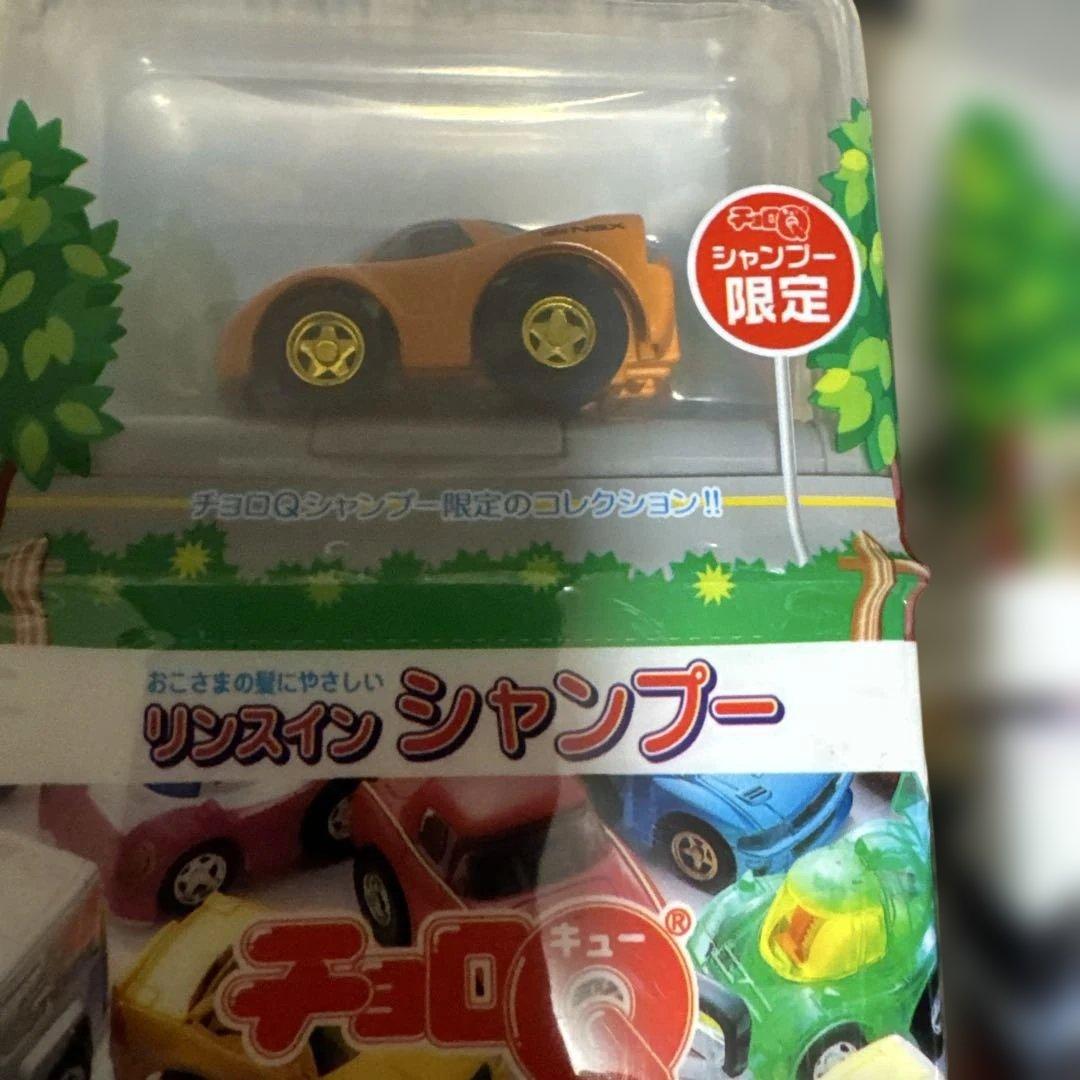 NSX
チョロQ
シャンプー
限定
チョロQシャンプー限定のコレクション!!
おこさまの髪にやさしい
リンスイン シャンプー
チョロQ®
キュー